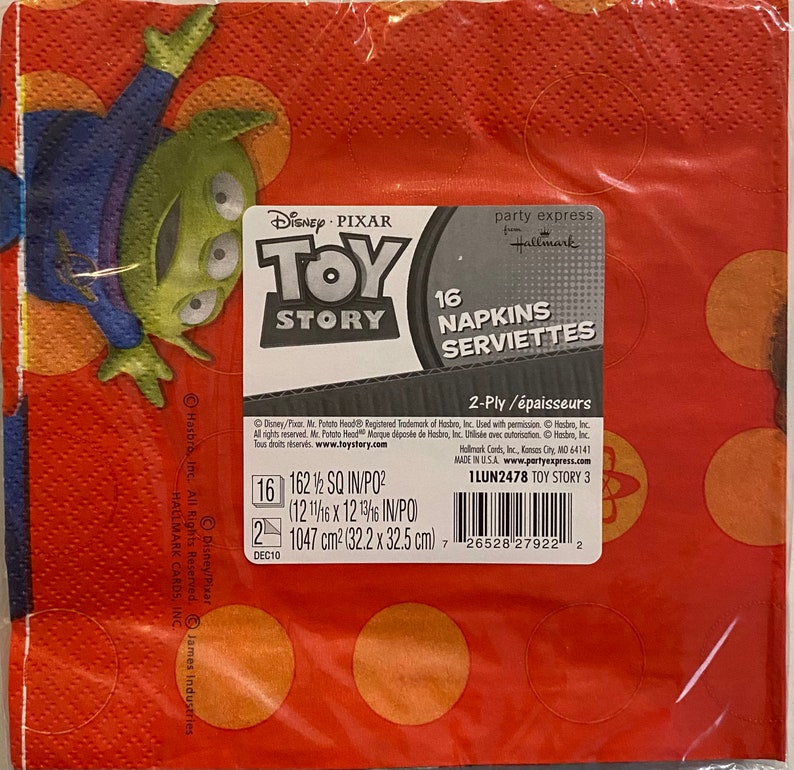 Disney · PIXAR
TOY
STORY
party express
from
Hallmark
16
NAPKINS
SERVIETTES
2-Ply /épaisseurs
© Disney/Pixar. Mr. Potato Head® Registered Trademark of Hasbro, Inc. Used with permission. © Hasbro, Inc.
All rights reserved. Mr. Potato Head MD Marque déposée de Hasbro, Inc. Utilisée avec autorisation. © Hasbro, Inc.
Tous droits réservés. www.toystory.com
Hallmark Cards, Inc., Kansas City, MO 64141
MADE IN U.S.A. www.partyexpress.com
1LUN2478 TOY STORY 3
16
162 ½ SQ IN/PO²
(12 11/16 x 12 13/16 IN/PO)
2
1047 cm² (32.2 x 32.5 cm)
DEC10
7 26528 27922 2
© Disney/Pixar
© Hasbro, Inc. All Rights Reserved. © James Industries
HALLMARK CARDS, INC.